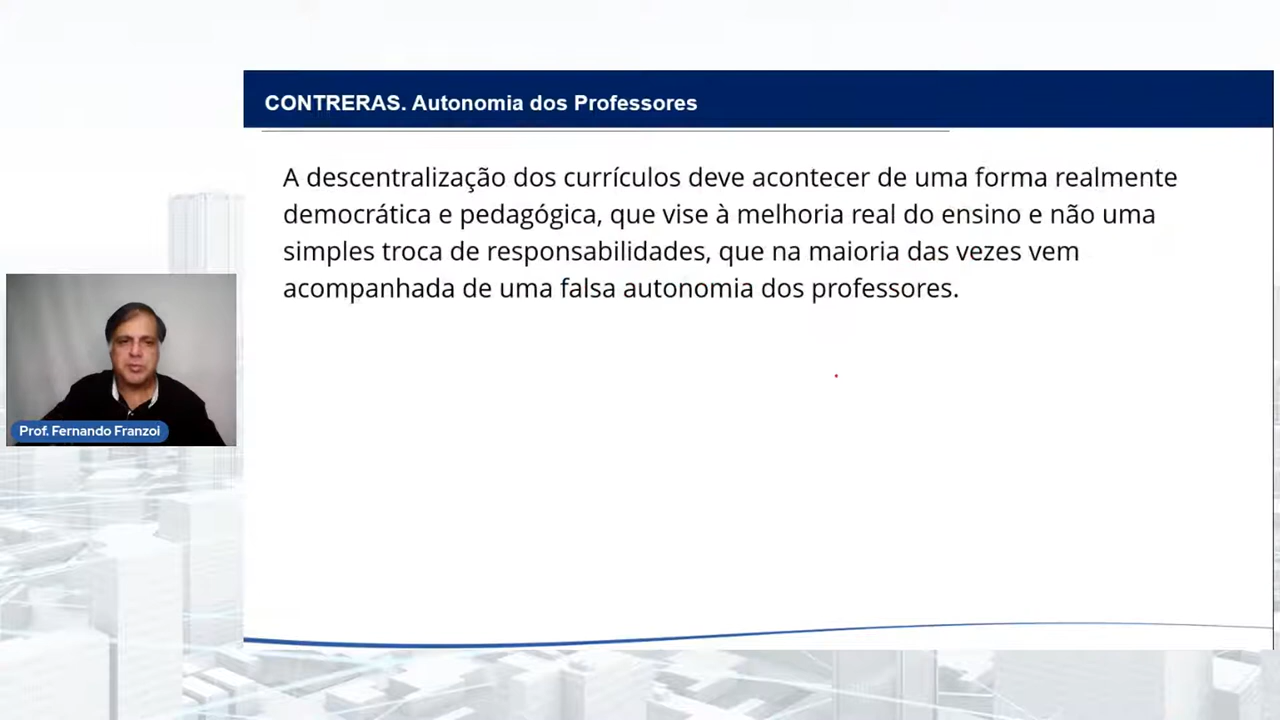 CONTRERAS. Autonomia dos Professores
A descentralização dos currículos deve acontecer de uma forma realmente
democrática e pedagógica, que vise à melhoria real do ensino e não uma
simples troca de responsabilidades, que na maioria das vezes vem
acompanhada de uma falsa autonomia dos professores.
Prof. Fernando Franzoi